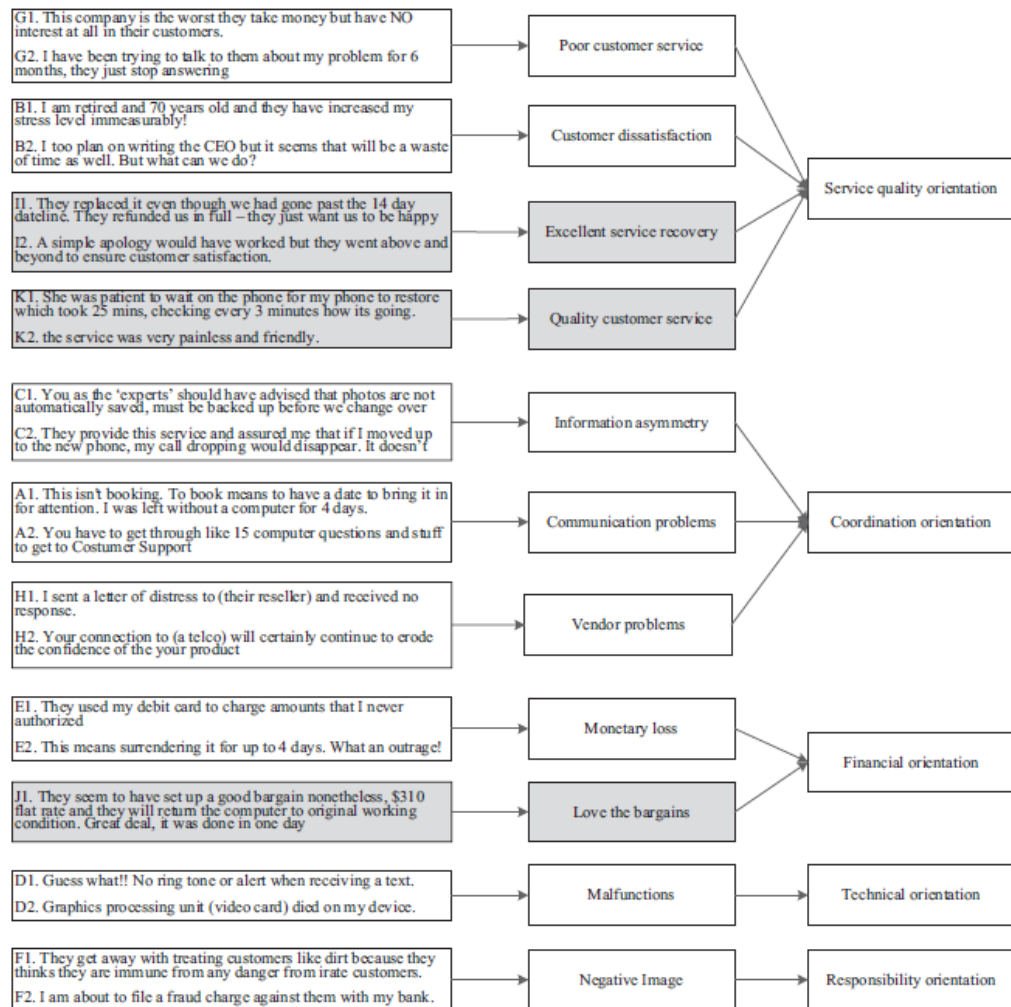 G1. This company is the worst they take money but have NO
interest at all in their customers.
G2. I have been trying to talk to them about my problem for 6
months, they just stop answering
Poor customer service
B1. I am retired and 70 years old and they have increased my
stress level immeasurably!
B2. I too plan on writing the CEO but it seems that will be a waste
of time as well. But what can we do?
Customer dissatisfaction
I1. They replaced it even though we had gone past the 14 day
dateline. They refunded us in full – they just want us to be happy
I2. A simple apology would have worked but they went above and
beyond to ensure customer satisfaction.
Excellent service recovery
K1. She was patient to wait on the phone for my phone to restore
which took 25 mins, checking every 3 minutes how its going.
K2. the service was very painless and friendly.
Quality customer service
Service quality orientation
C1. You as the ‘experts’ should have advised that photos are not
automatically saved, must be backed up before we change over
C2. They provide this service and assured me that if I moved up
to the new phone, my call dropping would disappear. It doesn’t
Information asymmetry
A1. This isn't booking. To book means to have a date to bring it in
for attention. I was left without a computer for 4 days.
A2. You have to get through like 15 computer questions and stuff
to get to Costumer Support
Communication problems
H1. I sent a letter of distress to (their reseller) and received no
response.
H2. Your connection to (a telco) will certainly continue to erode
the confidence of the your product
Vendor problems
Coordination orientation
E1. They used my debit card to charge amounts that I never
authorized
E2. This means surrendering it for up to 4 days. What an outrage!
Monetary loss
J1. They seem to have set up a good bargain nonetheless, $310
flat rate and they will return the computer to original working
condition. Great deal, it was done in one day
Love the bargains
Financial orientation
D1. Guess what!! No ring tone or alert when receiving a text.
D2. Graphics processing unit (video card) died on my device.
Malfunctions
Technical orientation
F1. They get away with treating customers like dirt because they
thinks they are immune from any danger from irate customers.
F2. I am about to file a fraud charge against them with my bank.
Negative Image
Responsibility orientation